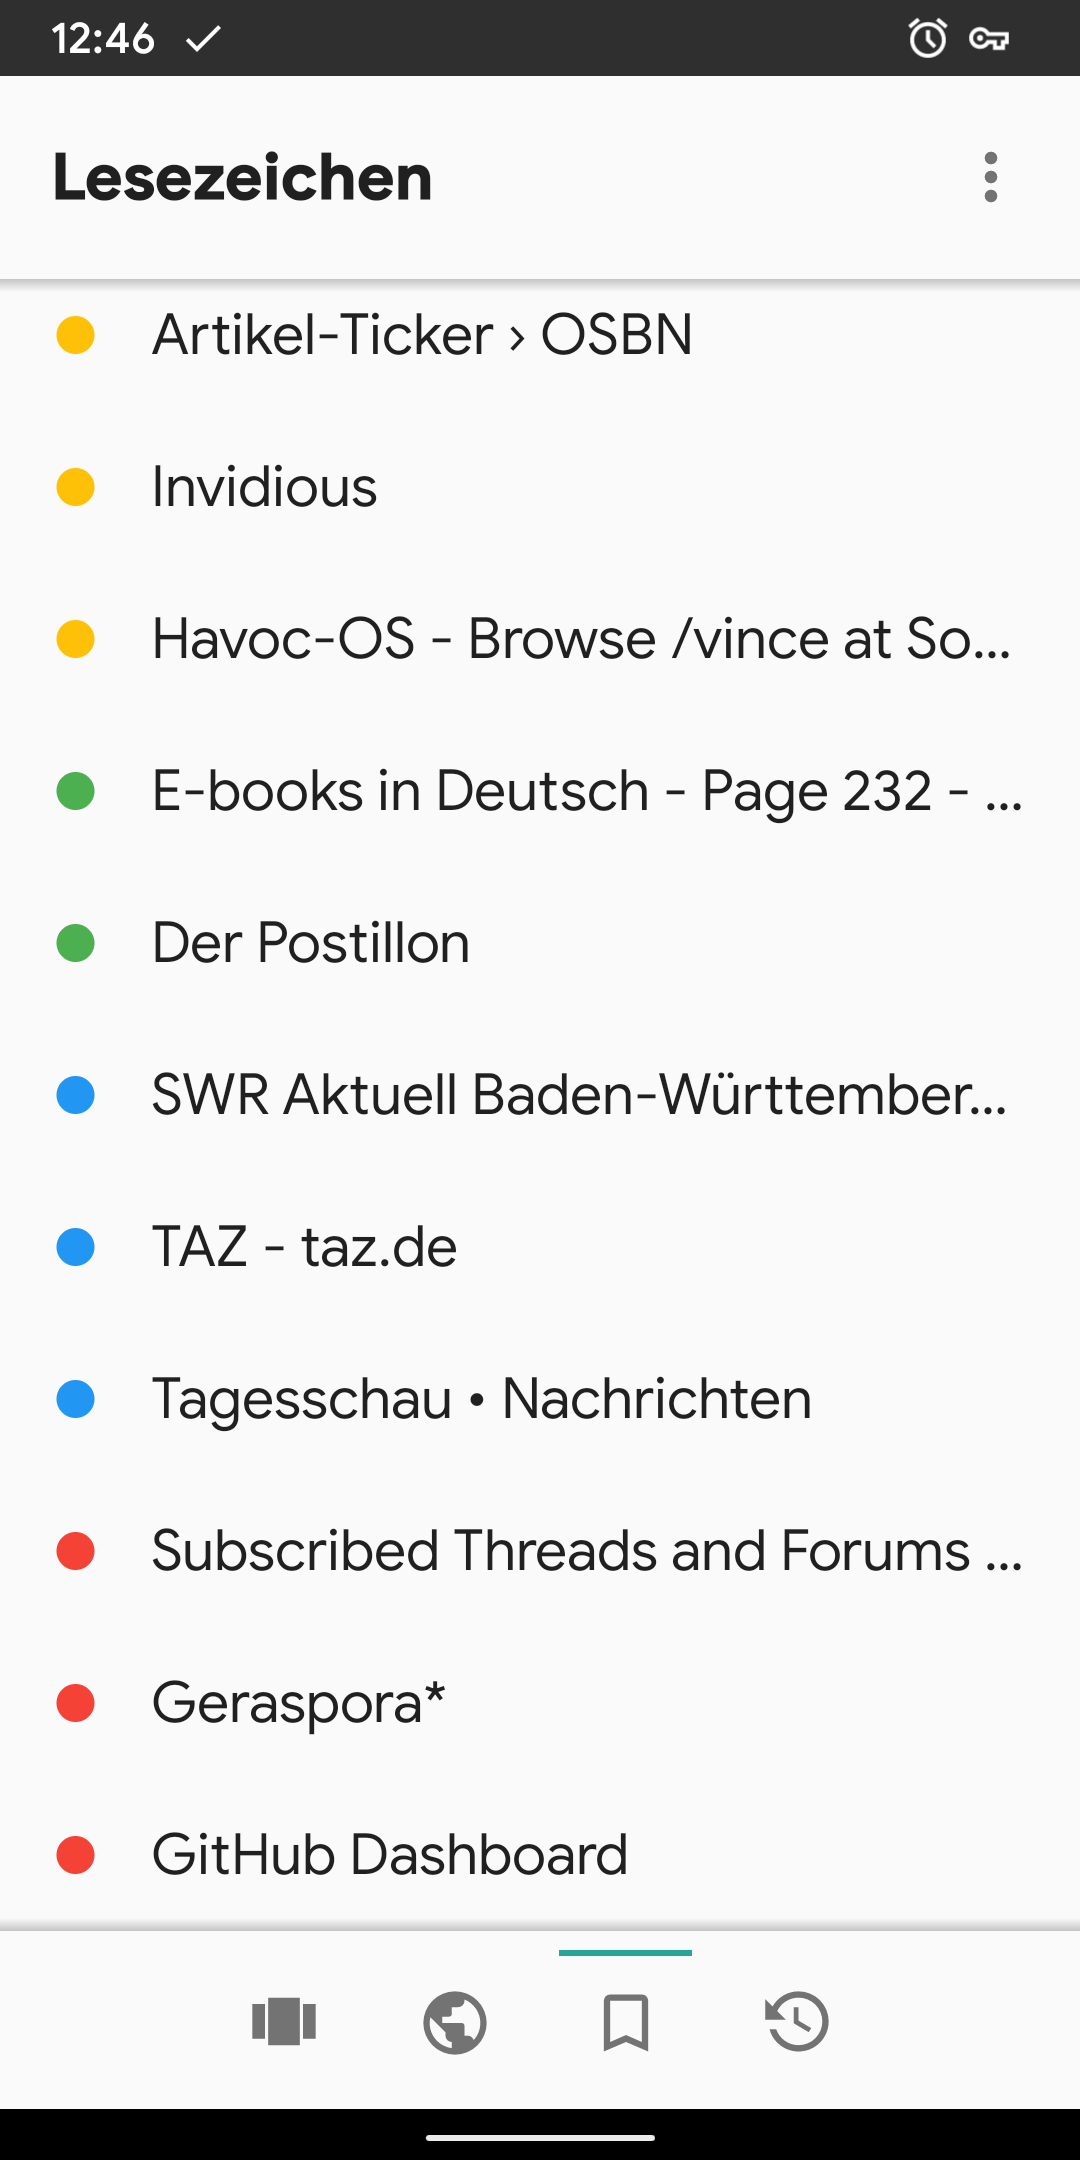 12:46
Lesezeichen
Artikel-Ticker › OSBN
Invidious
Havoc-OS - Browse /vince at So...
E-books in Deutsch - Page 232 - ...
Der Postillon
SWR Aktuell Baden-Württember...
TAZ - taz.de
Tagesschau • Nachrichten
Subscribed Threads and Forums ...
Geraspora*
GitHub Dashboard